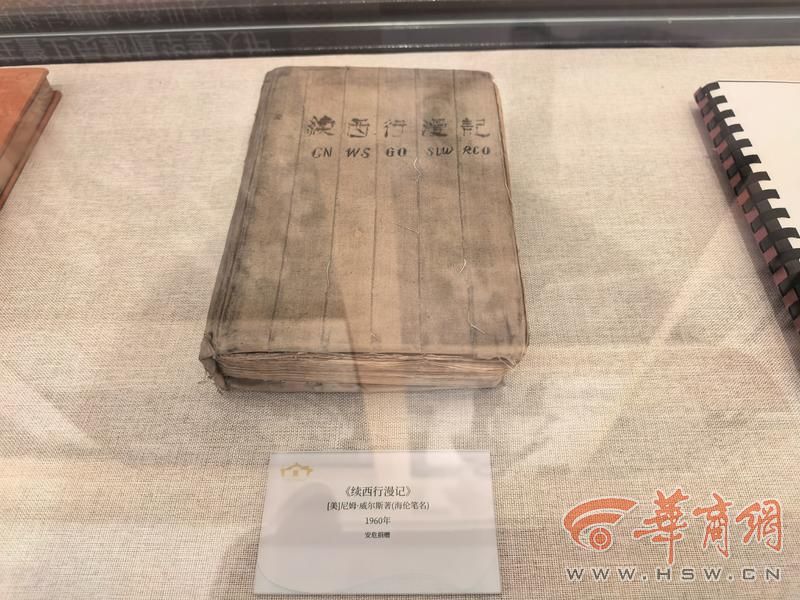 續西行漫記
CN WS GO SLW RCO
《续西行漫记》
[美]尼姆·威尔斯著(海伦笔名)
1960年
安危捐赠
華商網
WWW.HSW.CN